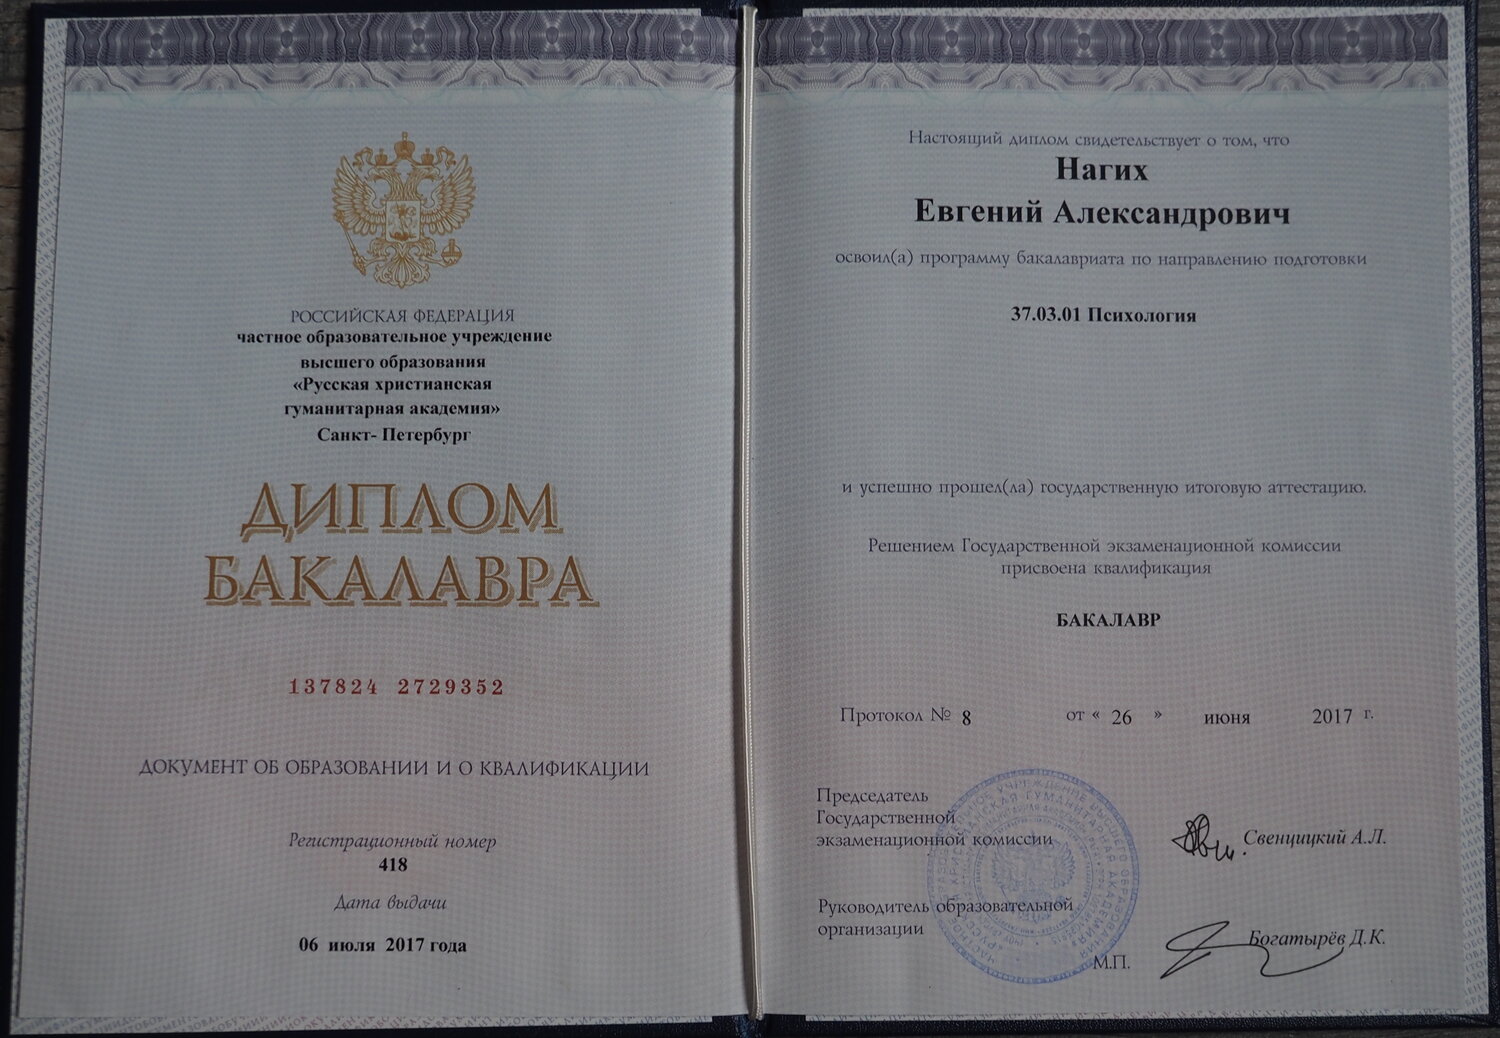 РОССИЙСКАЯ ФЕДЕРАЦИЯ
частное образовательное учреждение
высшего образования
«Русская христианская
гуманитарная академия»
Санкт- Петербург
ДИПЛОМ
БАКАЛАВРА
137824 2729352
ДОКУМЕНТ ОБ ОБРАЗОВАНИИ И О КВАЛИФИКАЦИИ
Регистрационный номер
418
Дата выдачи
06 июля 2017 года
Настоящий диплом свидетельствует о том, что
Нагих
Евгений Александрович
освоил(а) программу бакалавриата по направлению подготовки
37.03.01 Психология
и успешно прошел(ла) государственную итоговую аттестацию.
Решением Государственной экзаменационной комиссии
присвоена квалификация
БАКАЛАВР
Протокол № 8 от « 26 » июня 2017 г.
Председатель
Государственной
экзаменационной комиссии
Свенцицкий А.Л.
Руководитель образовательной
организации
Богатырёв Д.К.
М.П.